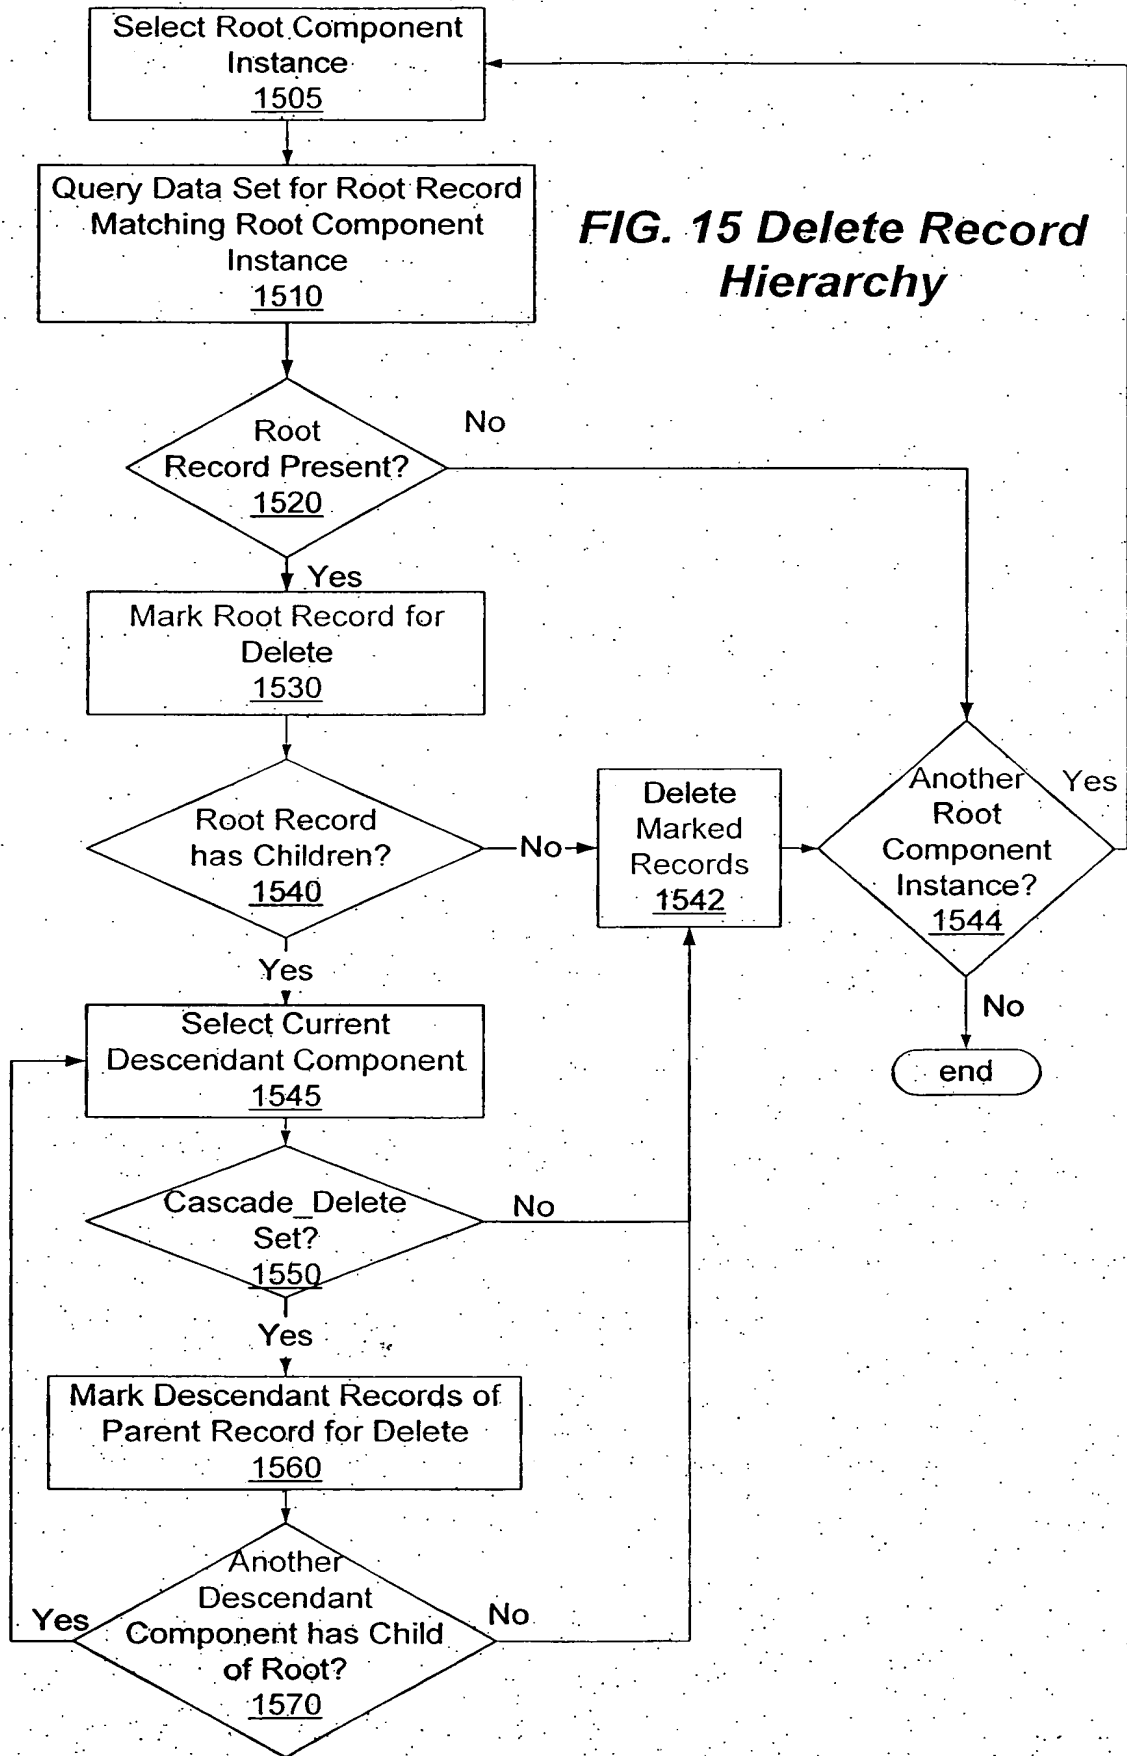 Select Root Component
Instance
1505
Query Data Set for Root Record
Matching Root Component
Instance
1510
FIG. 15 Delete Record
Hierarchy
Root
Record Present?
1520
No
Yes
Mark Root Record for
Delete
1530
Root Record
has Children?
1540
No
Delete
Marked
Records
1542
Another
Root
Component
Instance?
1544
Yes
No
end
Yes
Select Current
Descendant Component
1545
Cascade_Delete
Set?
1550
No
Yes
Mark Descendant Records of
Parent Record for Delete
1560
Another
Descendant
Component has Child
of Root?
1570
Yes
No